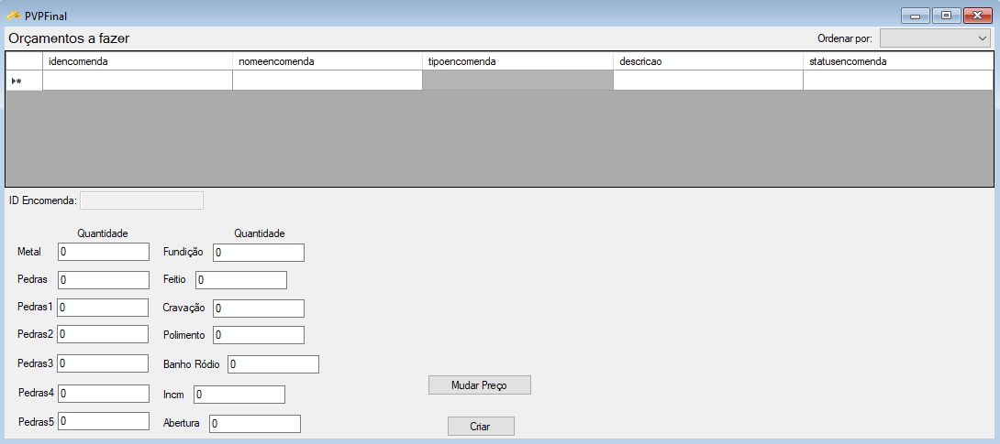 PVPFinal
Orçamentos a fazer
Ordenar por:
idencomenda nomeencomenda tipoencomenda descricao statusencomenda
ID Encomenda:
Quantidade Quantidade
Metal 0 Fundição 0
Pedras 0 Feitio 0
Pedras1 0 Cravação 0
Pedras2 0 Polimento 0
Pedras3 0 Banho Ródio 0
Pedras4 0 Incm 0
Pedras5 0 Abertura 0
Mudar Preço
Criar